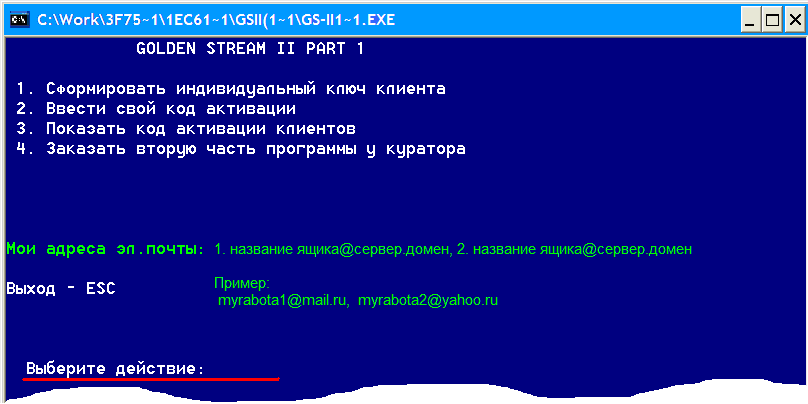 C:\Work\3F75~1\1EC61~1\GSII(1~1\GS-II1~1.EXE
GOLDEN STREAM II PART 1
1. Сформировать индивидуальный ключ клиента
2. Ввести свой код активации
3. Показать код активации клиентов
4. Заказать вторую часть программы у куратора
Мои адреса эл.почты: 1. название ящика@сервер.домен, 2. название ящика@сервер.домен
Выход - ESC
Пример:
myrabota1@mail.ru, myrabota2@yahoo.ru
Выберите действие: